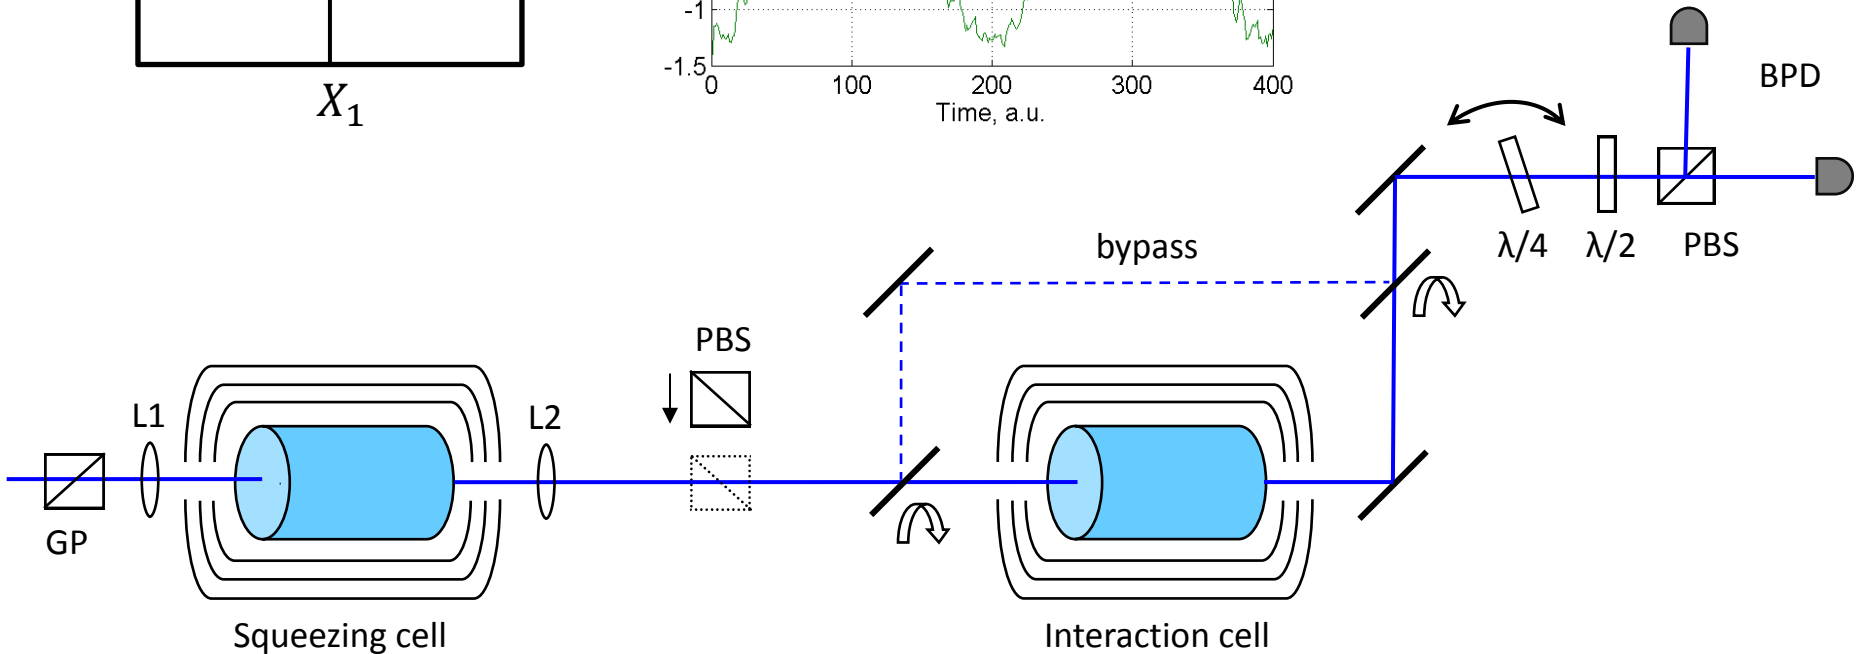 -1
-1.5
0 100 200 300 400
Time, a.u.
X₁
BPD
λ/4 λ/2 PBS
bypass
PBS
L1 L2
GP
Squeezing cell Interaction cell